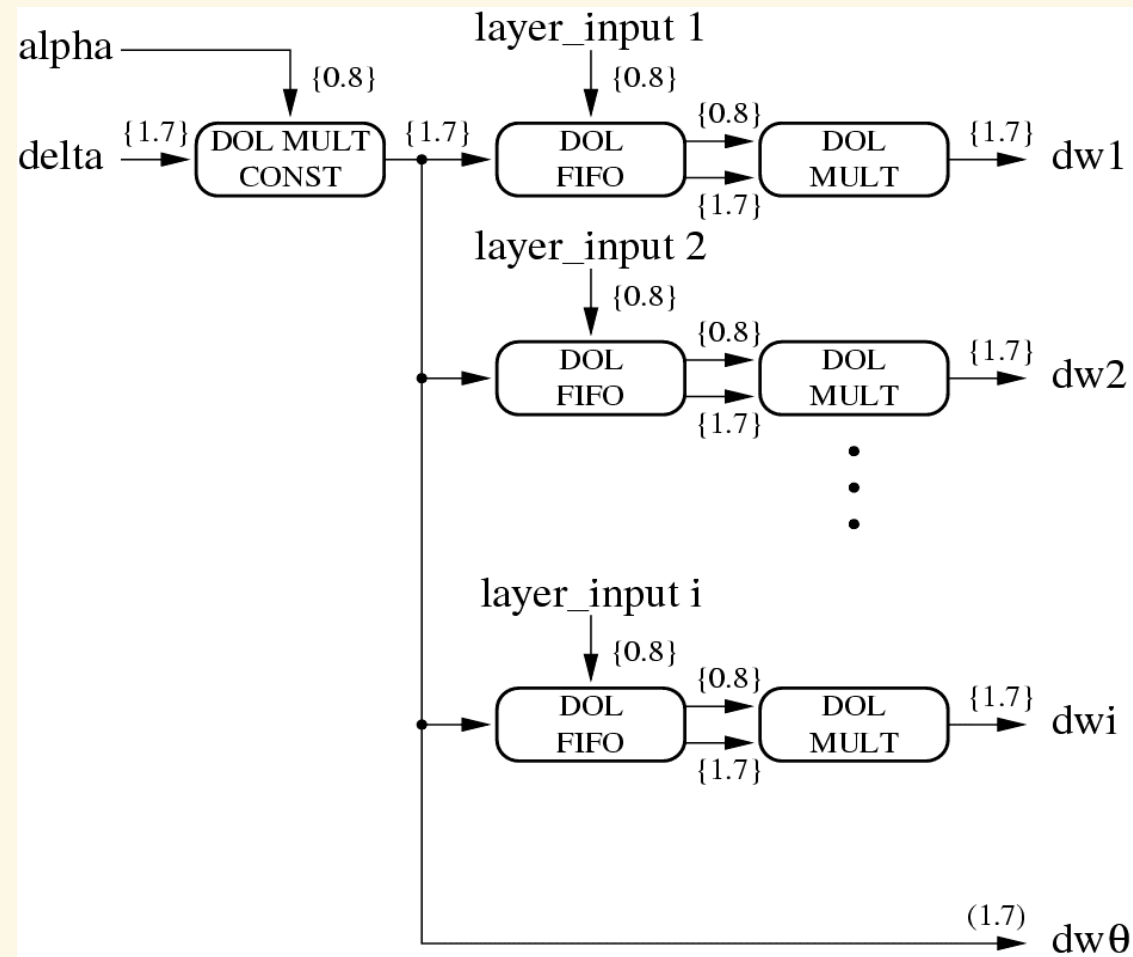 layer_input 1
alpha
{0.8}
{0.8}
{1.7}
{1.7}
{0.8}
{1.7}
delta
DOL MULT
CONST
DOL
FIFO
DOL
MULT
dw1
{1.7}
layer_input 2
{0.8}
{0.8}
{1.7}
DOL
FIFO
DOL
MULT
dw2
{1.7}
layer_input i
{0.8}
{0.8}
{1.7}
DOL
FIFO
DOL
MULT
dwi
{1.7}
(1.7)
dwθ